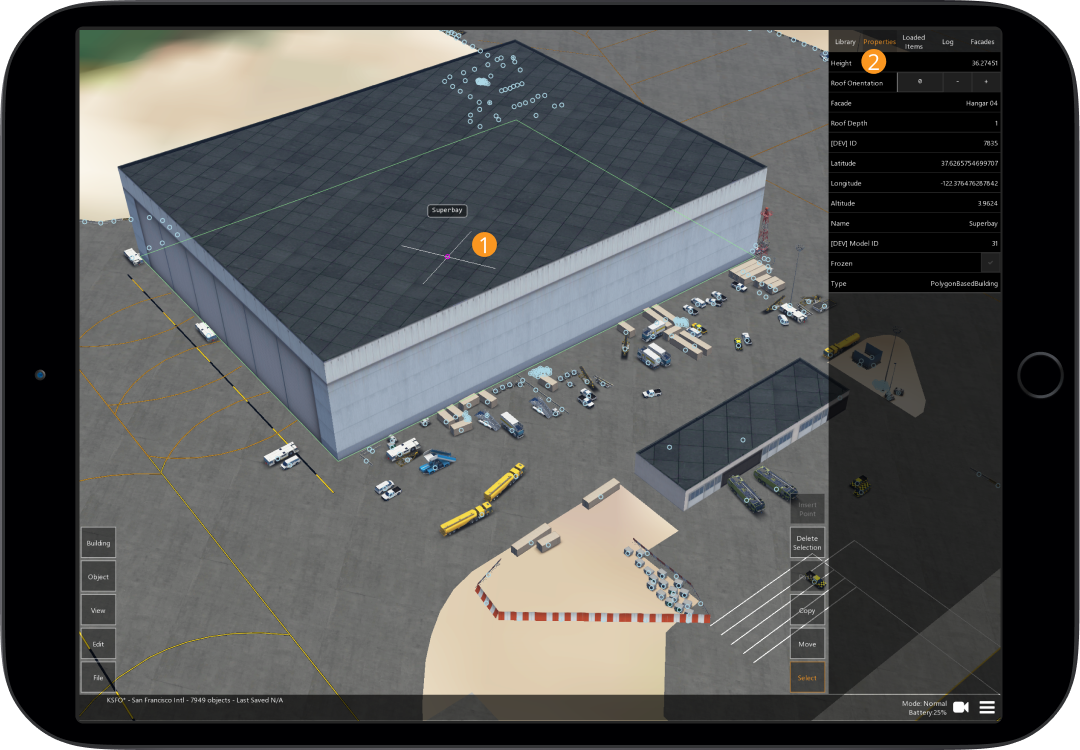 Library Properties Loaded Items Log Facades
2
Height 36.27451
Roof Orientation 0 - +
Facade Hangar 04
Roof Depth 1
[DEV] ID 7835
Latitude 37.6265754699707
Longitude -122.376476287842
Altitude 3.9624
Name Superbay
[DEV] Model ID 31
Frozen
Type PolygonBasedBuilding
Superbay
1
Insert
Point
Building
Delete
Selection
Object
View
Copy
Edit
Move
File
Select
KSFO* - San Francisco Intl - 7949 objects - Last Saved N/A
Mode: Normal
Battery:25%